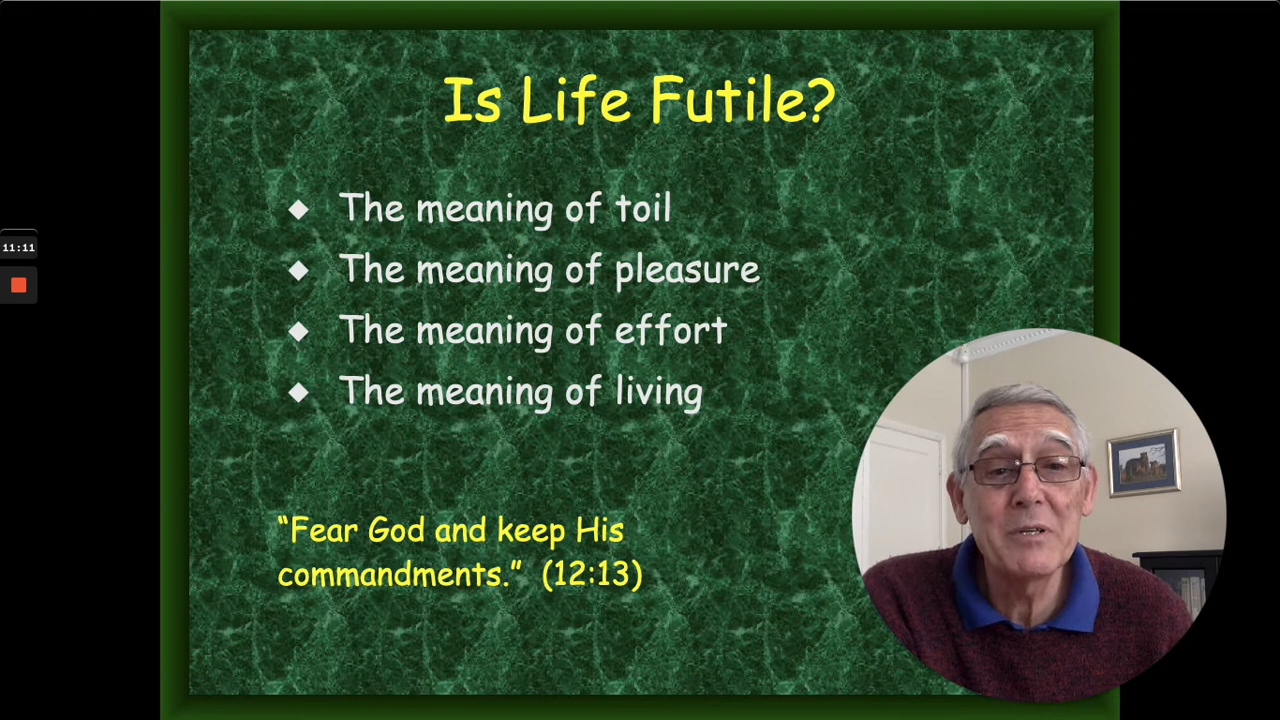 Is Life Futile?
The meaning of toil
The meaning of pleasure
The meaning of effort
The meaning of living
“Fear God and keep His
commandments.” (12:13)
11:11